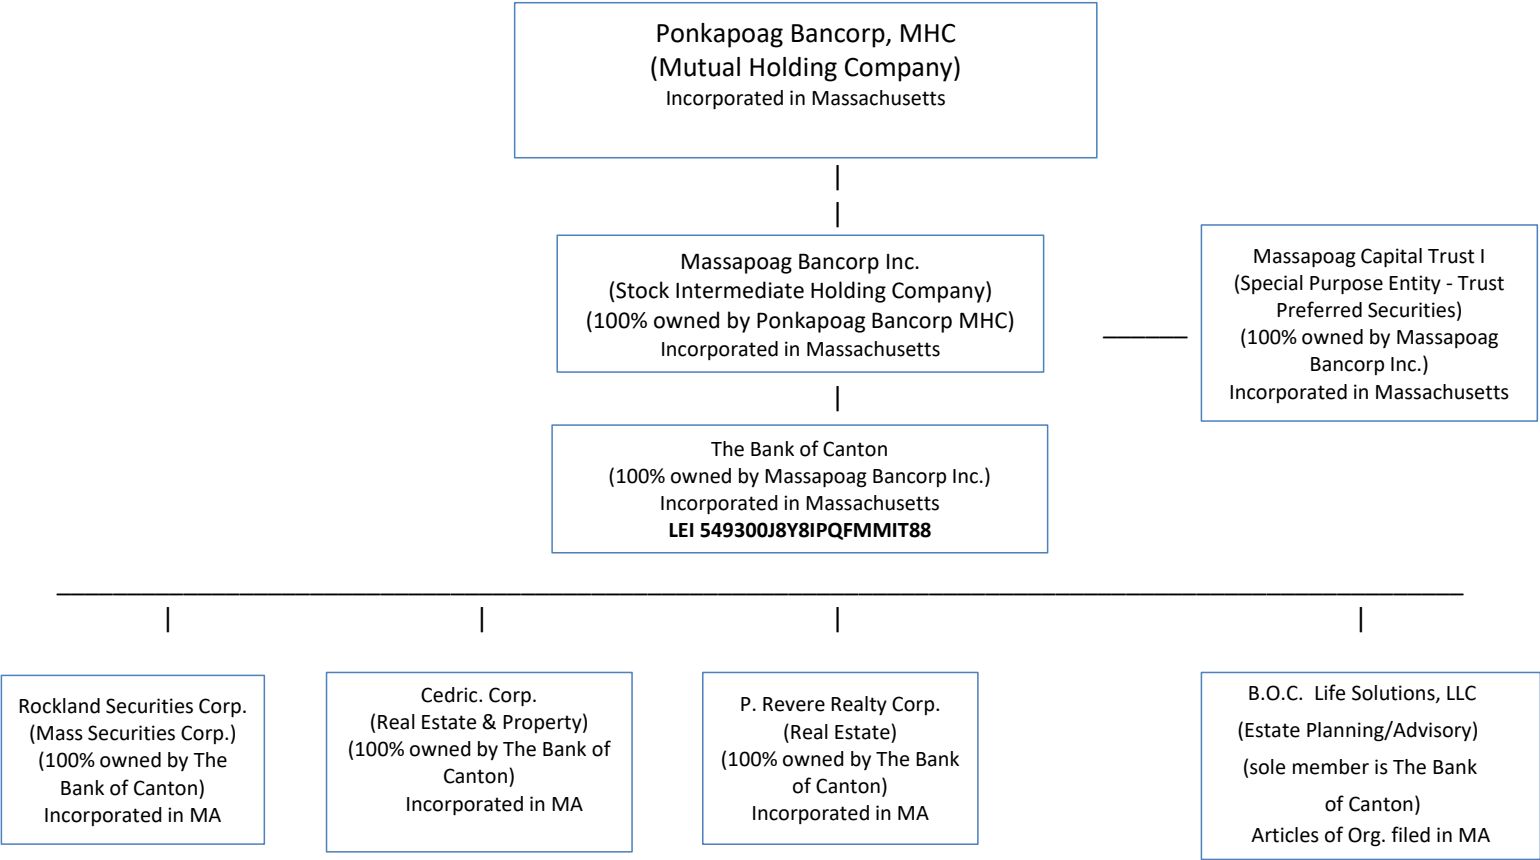 Ponkapoag Bancorp, MHC
(Mutual Holding Company)
Incorporated in Massachusetts
Massapoag Bancorp Inc.
(Stock Intermediate Holding Company)
(100% owned by Ponkapoag Bancorp MHC)
Incorporated in Massachusetts
Massapoag Capital Trust I
(Special Purpose Entity - Trust
Preferred Securities)
(100% owned by Massapoag
Bancorp Inc.)
Incorporated in Massachusetts
The Bank of Canton
(100% owned by Massapoag Bancorp Inc.)
Incorporated in Massachusetts
LEI 549300J8Y8IPQFMMIT88
Rockland Securities Corp.
(Mass Securities Corp.)
(100% owned by The
Bank of Canton)
Incorporated in MA
Cedric. Corp.
(Real Estate & Property)
(100% owned by The Bank of
Canton)
Incorporated in MA
P. Revere Realty Corp.
(Real Estate)
(100% owned by The Bank
of Canton)
Incorporated in MA
B.O.C. Life Solutions, LLC
(Estate Planning/Advisory)
(sole member is The Bank
of Canton)
Articles of Org. filed in MA